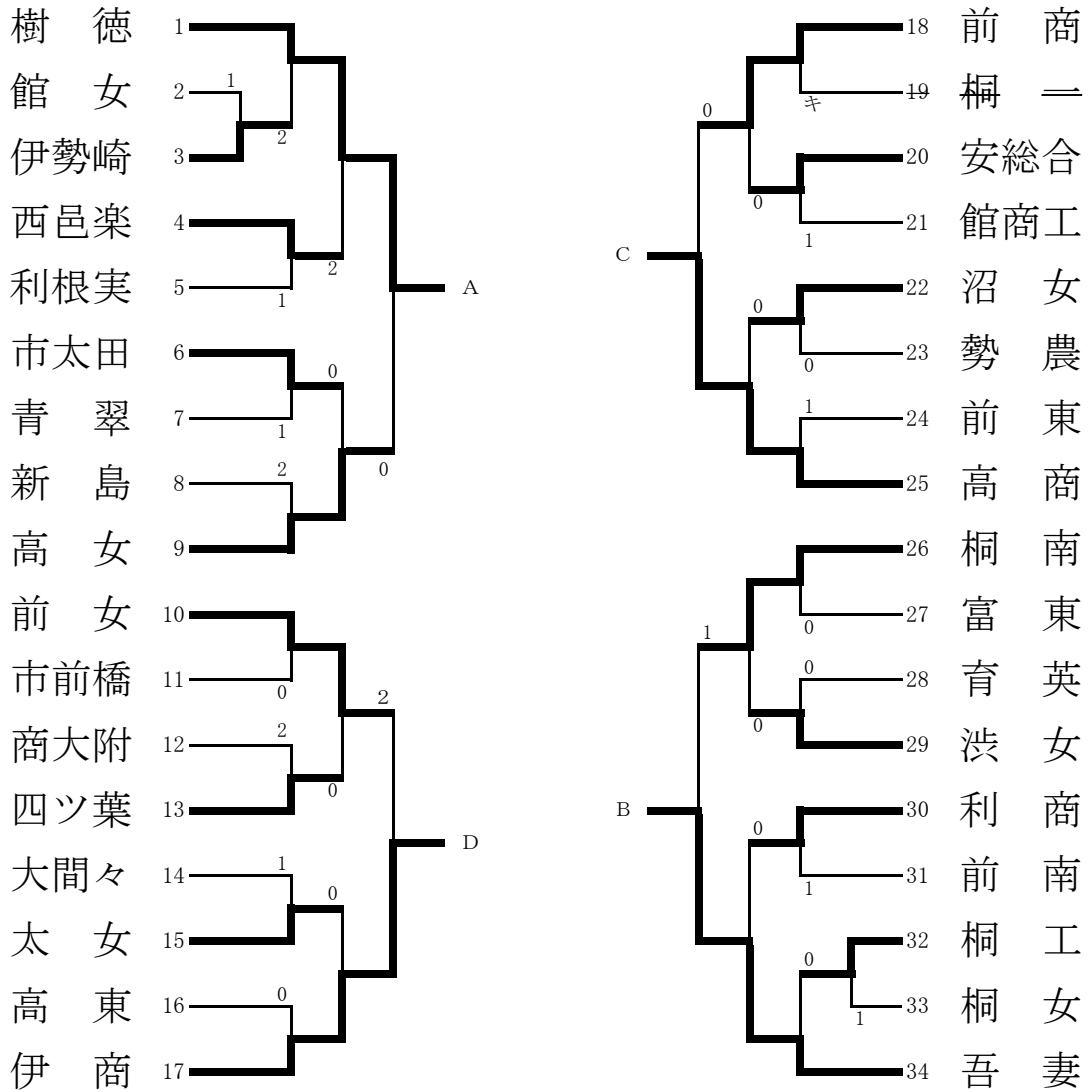 樹　徳 1
館　女 2 1
伊勢崎 3 2
西邑楽 4 2
利根実 5 1
A
市太田 6 0
青　翠 7 1
新　島 8 2 0
高　女 9
前　女 10
市前橋 11 0 2
商大附 12 2
四ツ葉 13 0
D
大間々 14 1
太　女 15 0
高　東 16 0
伊　商 17
18 前　商
キ 19 桐　一
0
20 安総合
0
1 21 館商工
C
0 22 沼　女
0 23 勢　農
1 24 前　東
25 高　商
26 桐　南
0 27 富　東
1
0 28 育　英
0 29 渋　女
B
0 30 利　商
1 31 前　南
32 桐　工
0
1 33 桐　女
34 吾　妻